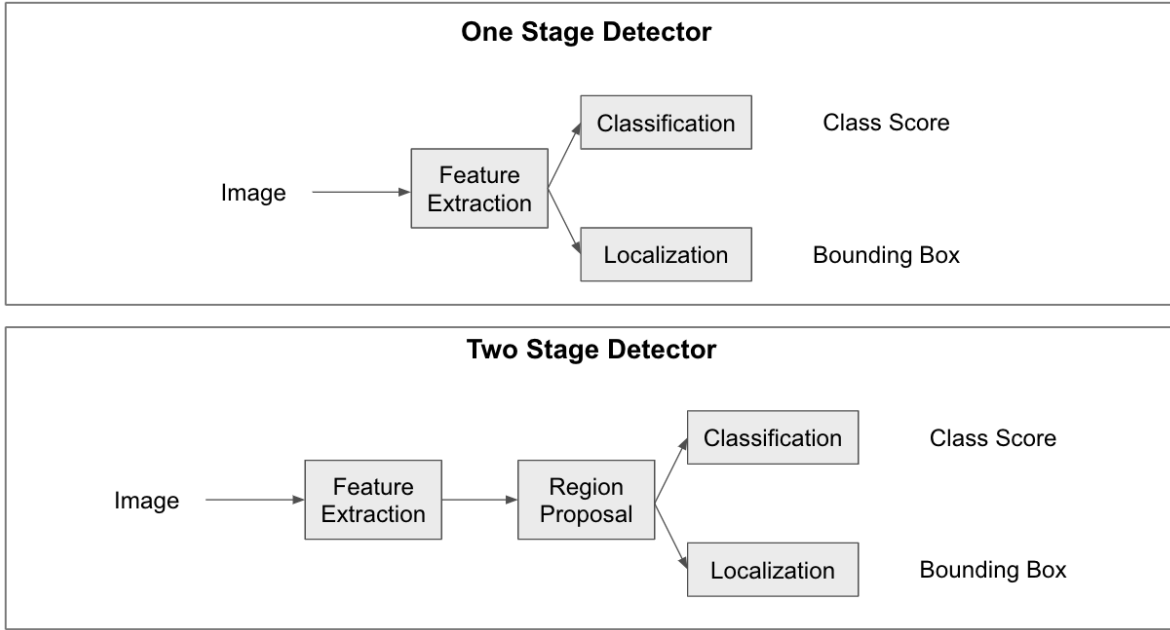 One Stage Detector
Classification
Class Score
Image
Feature
Extraction
Localization
Bounding Box
Two Stage Detector
Classification
Class Score
Image
Feature
Extraction
Region
Proposal
Localization
Bounding Box